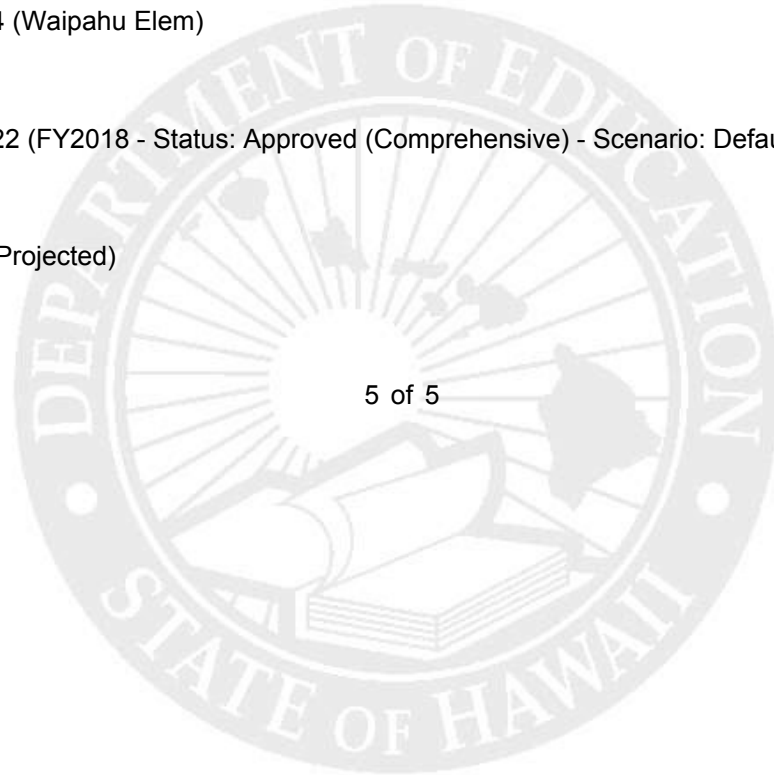 4 (Waipahu Elem)
22 (FY2018 - Status: Approved (Comprehensive) - Scenario: Defau
Projected)
5 of 5
DEPARTMENT OF EDUCATION
STATE OF HAWAII